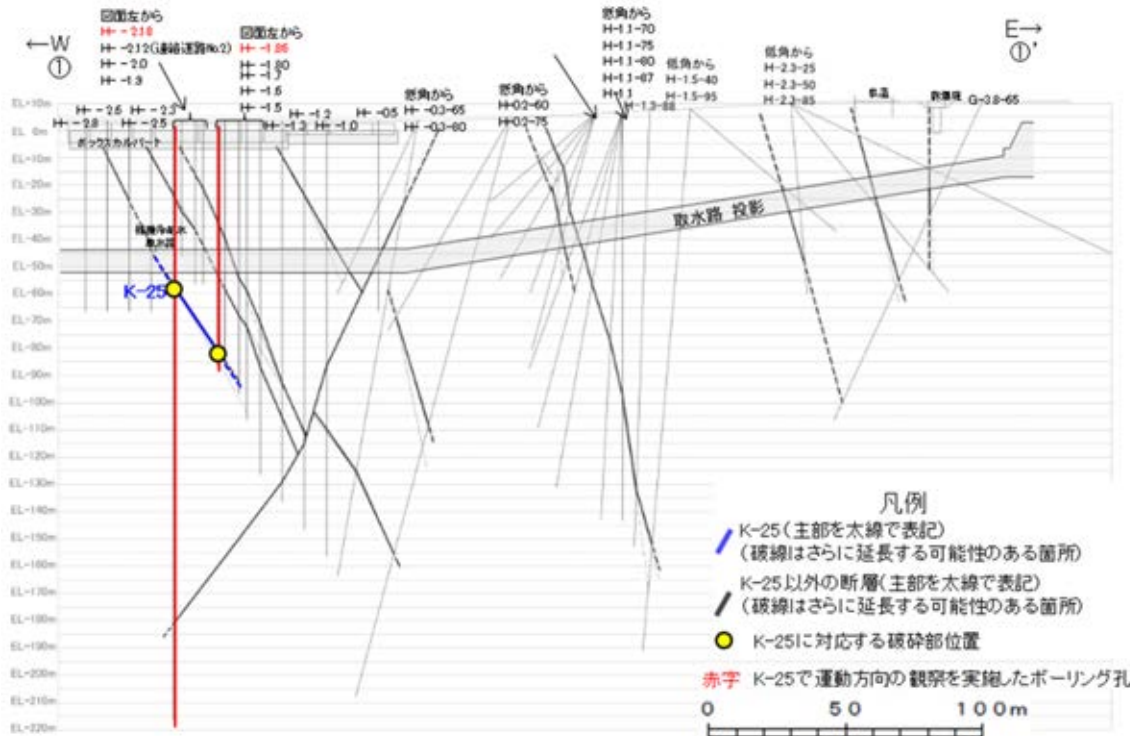 ←W
①
E→
①'
図面左から
H- -2.18
H- -2.12(G連絡道路No.2)
H- -2.0
H- -1.9
図面左から
H- -1.86
H- -1.80
H- -1.7
H- -1.6
H- -1.5
低角から
H-1.1-70
H-1.1-75
H-1.1-80
H-1.1-87
H-1.1
低角から
H-1.5-40
H-1.5-95
低角から
H-2.3-25
H-2.3-50
H-2.3-85
G-3.8-65
H- -2.6
H- -2.3
H- -2.8
H- -2.5
H- -1.2
H- -1.3
H- -1.0
H- -0.5
低角から
H- -0.3-65
H- -0.3-80
低角から
H-0.2-60
H-0.2-75
H-1.3-88
ボックスカルバート
取水路 投影
K-25
EL+10m
EL 0m
EL-10m
EL-20m
EL-30m
EL-40m
EL-50m
EL-60m
EL-70m
EL-80m
EL-90m
EL-100m
EL-110m
EL-120m
EL-130m
EL-140m
EL-150m
EL-160m
EL-170m
EL-180m
EL-190m
EL-200m
EL-210m
EL-220m
凡例
K-25(主部を太線で表記)
(破線はさらに延長する可能性のある箇所)
K-25以外の断層(主部を太線で表記)
(破線はさらに延長する可能性のある箇所)
K-25に対応する破砕部位置
赤字 K-25で運動方向の観察を実施したボーリング孔
0 50 100m